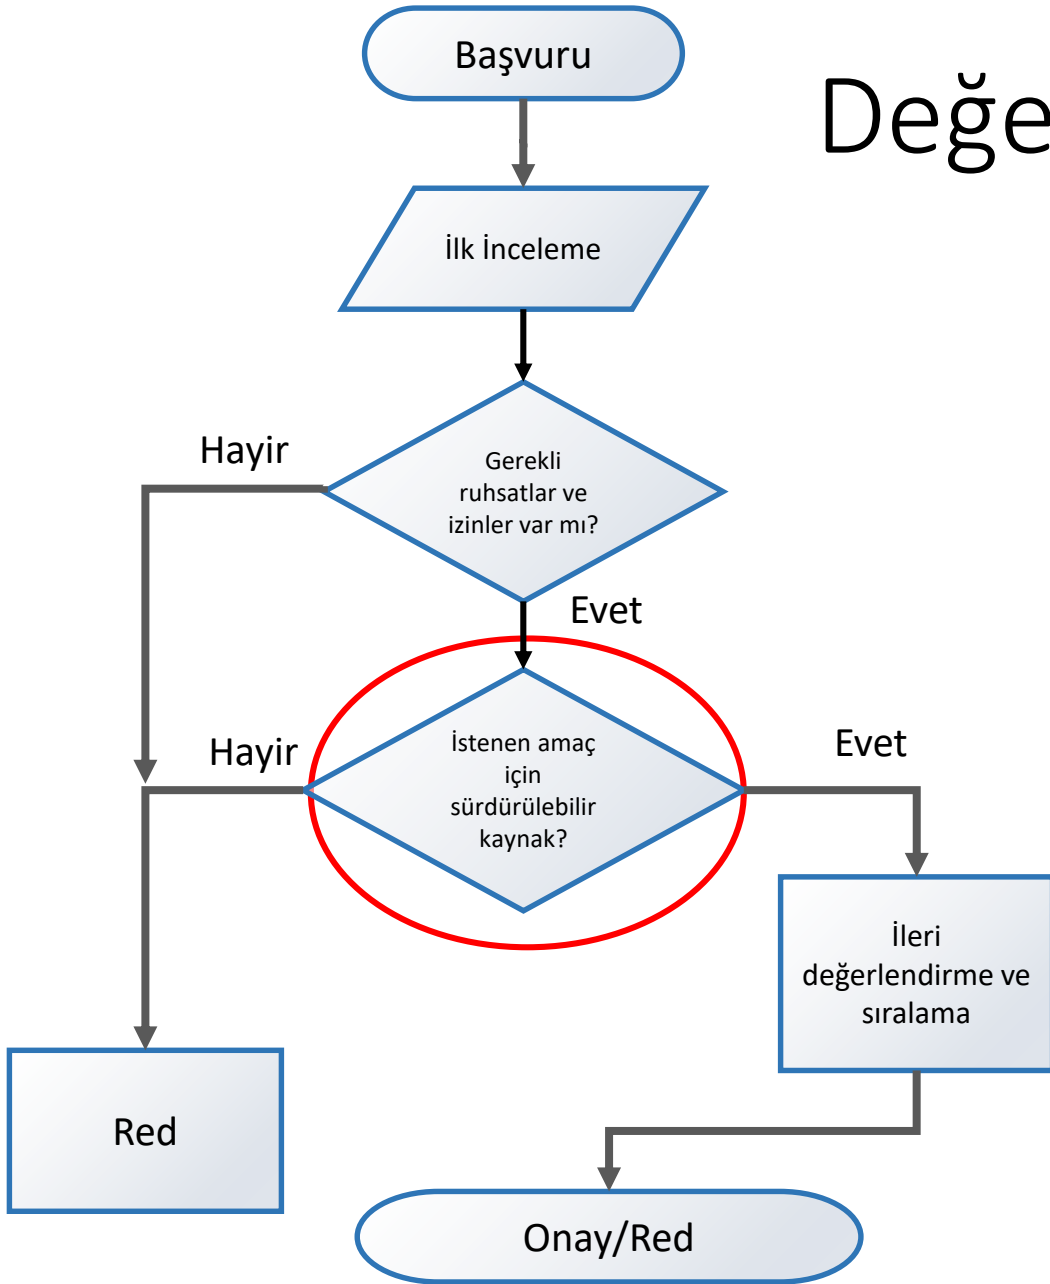 Başvuru
Değe
İlk İnceleme
Hayir
Gerekli
ruhsatlar ve
izinler var mı?
Evet
Hayir
İstenen amaç
için
sürdürülebilir
kaynak?
Evet
İleri
değerlendirme ve
sıralama
Red
Onay/Red